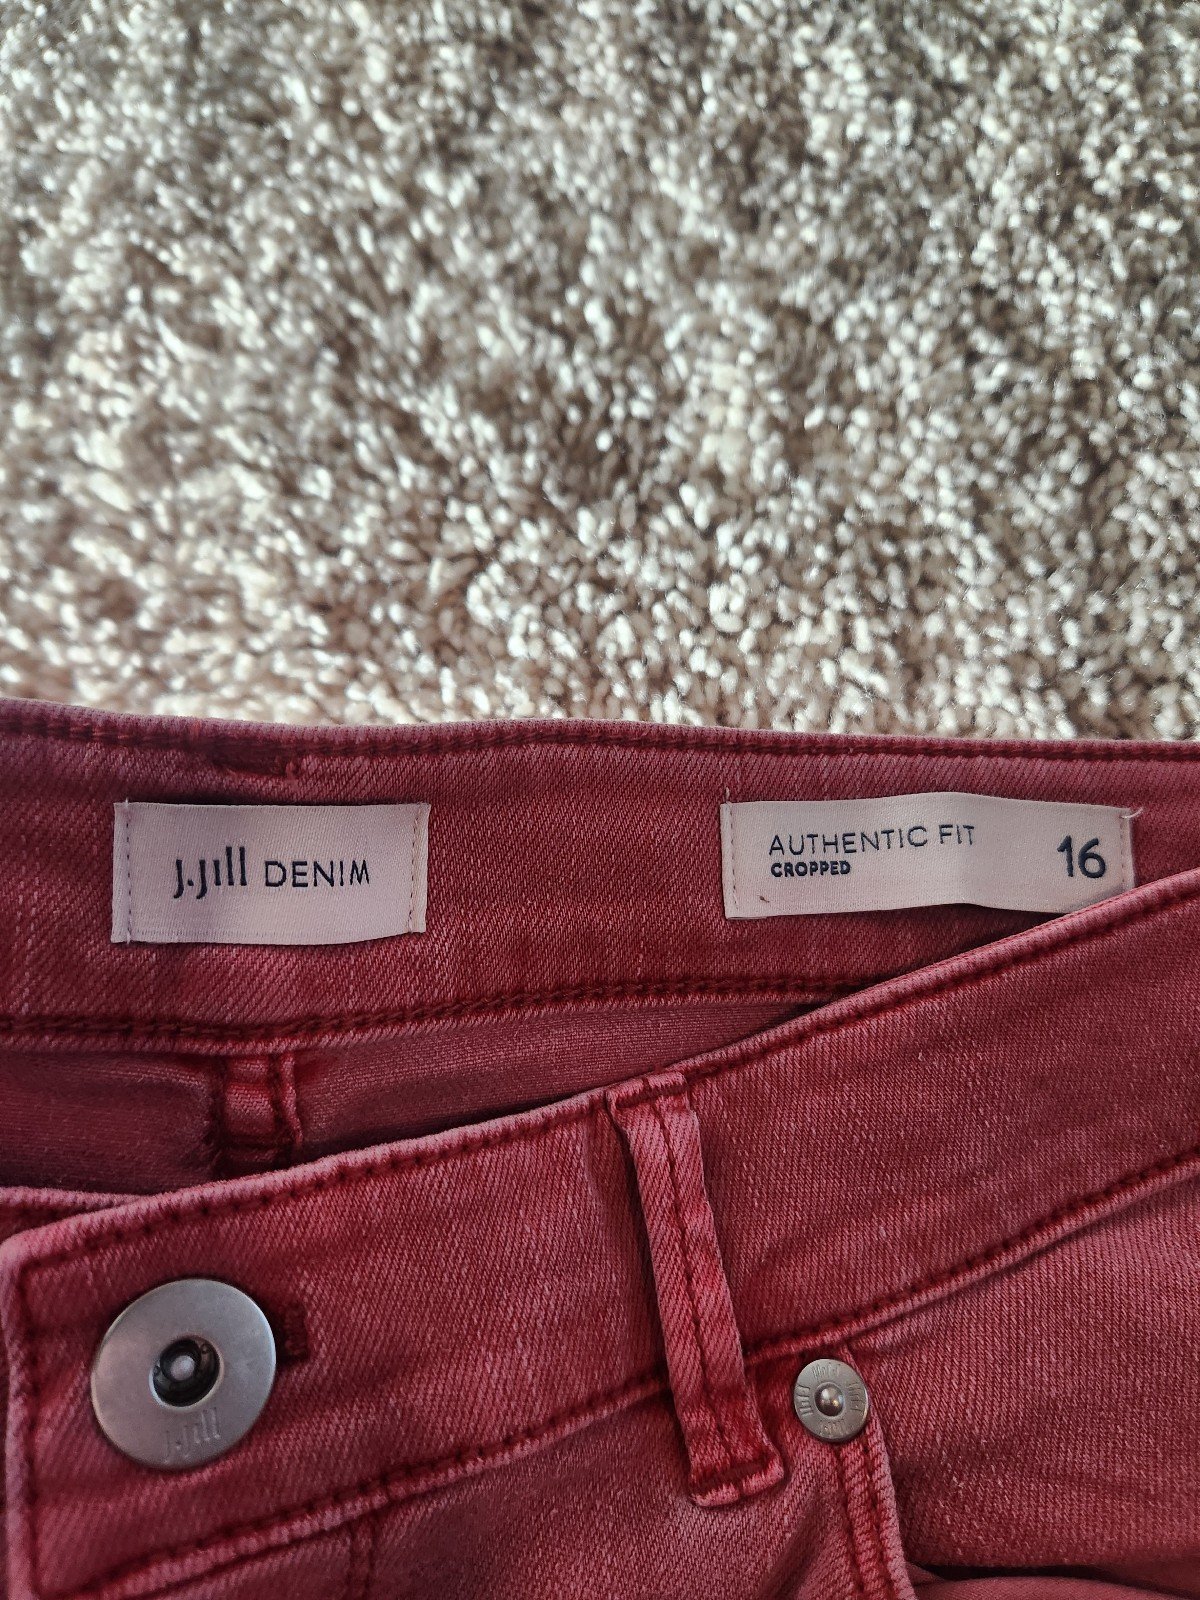 J.Jill DENIM
AUTHENTIC FIT
CROPPED
16
J.Jill